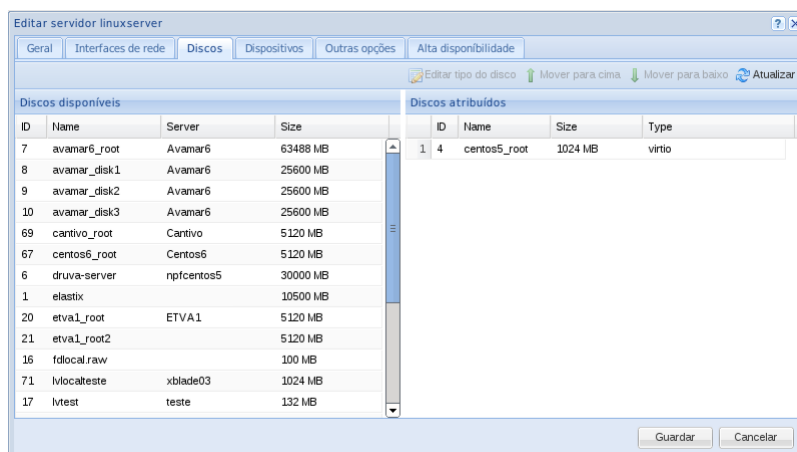 Editar servidor linuxserver
Geral Interfaces de rede Discos Dispositivos Outras opções Alta disponíbilidade
Editar tipo do disco Mover para cima Mover para baixo Atualizar
Discos disponíveis
ID Name Server Size
7 avamar6_root Avamar6 63488 MB
8 avamar_disk1 Avamar6 25600 MB
9 avamar_disk2 Avamar6 25600 MB
10 avamar_disk3 Avamar6 25600 MB
69 cantivo_root Cantivo 5120 MB
67 centos6_root Centos6 5120 MB
6 druva-server npfcentos5 30000 MB
1 elastix 10500 MB
20 etva1_root ETVA1 5120 MB
21 etva1_root2 5120 MB
16 fdlocal.raw 100 MB
71 lvlocalteste xblade03 1024 MB
17 lvtest teste 132 MB
Discos atribuídos
ID Name Size Type
1 4 centos5_root 1024 MB virtio
Guardar Cancelar